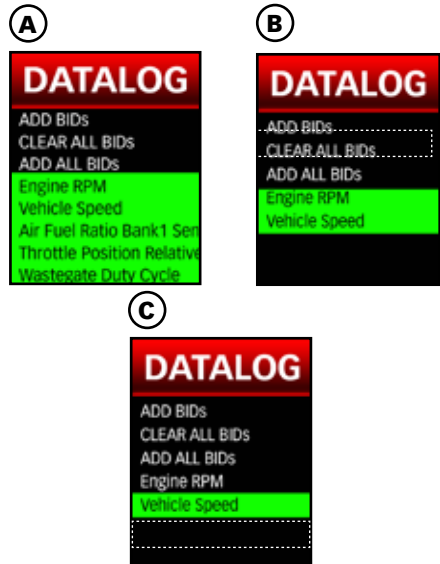 A
DATALOG
ADD BIDs
CLEAR ALL BIDs
ADD ALL BIDs
Engine RPM
Vehicle Speed
Air Fuel Ratio Bank1 Sen
Throttle Position Relative
Wastegate Duty Cycle
B
DATALOG
ADD BIDs
CLEAR ALL BIDs
ADD ALL BIDs
Engine RPM
Vehicle Speed
C
DATALOG
ADD BIDs
CLEAR ALL BIDs
ADD ALL BIDs
Engine RPM
Vehicle Speed